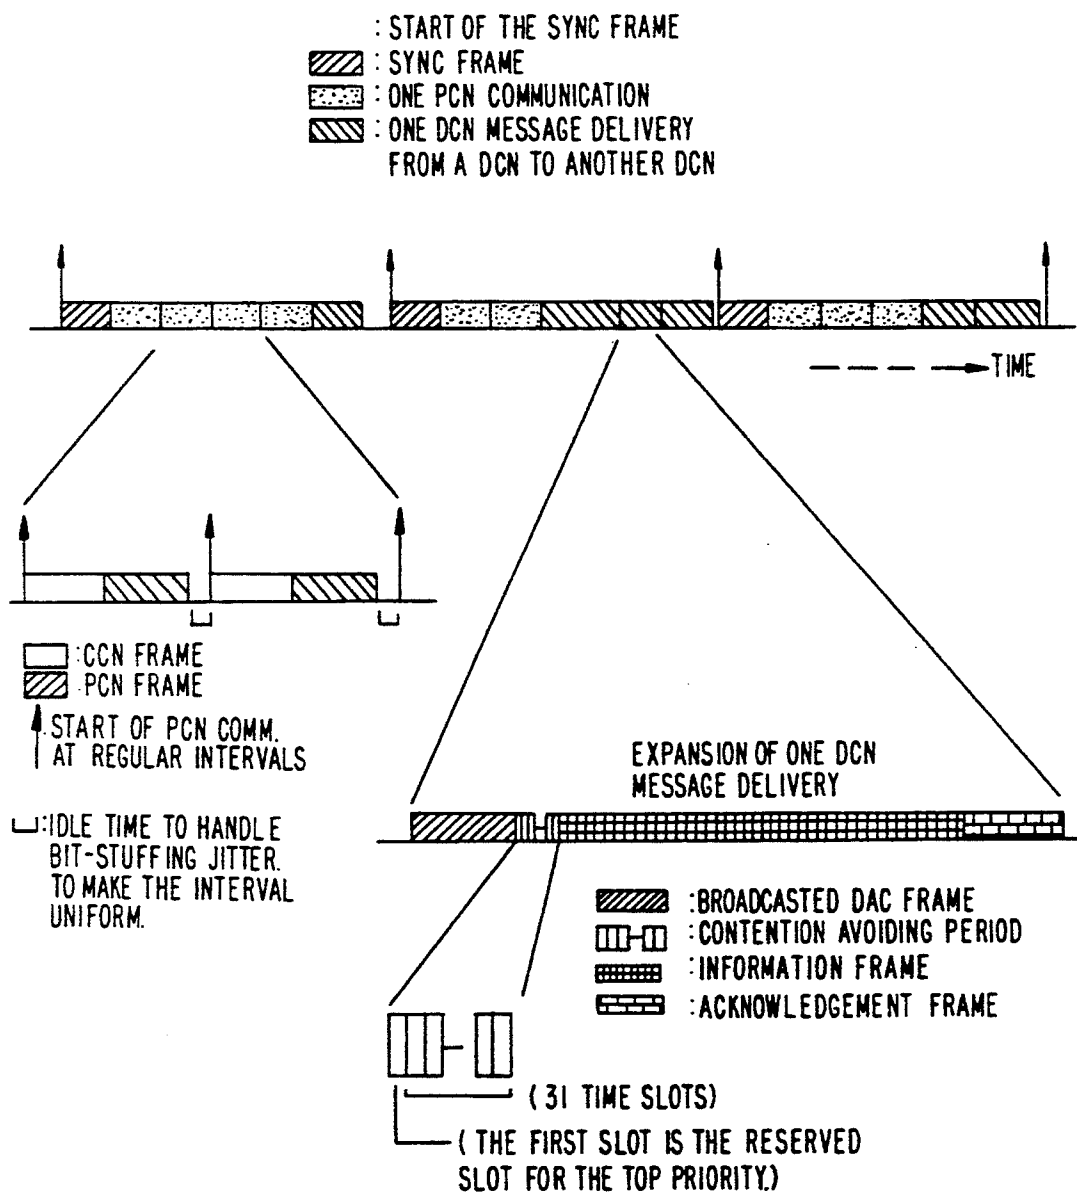 : START OF THE SYNC FRAME
: SYNC FRAME
: ONE PCN COMMUNICATION
: ONE DCN MESSAGE DELIVERY
FROM A DCN TO ANOTHER DCN
TIME
: CCN FRAME
: PCN FRAME
START OF PCN COMM.
AT REGULAR INTERVALS
: IDLE TIME TO HANDLE
BIT-STUFFING JITTER.
TO MAKE THE INTERVAL
UNIFORM.
EXPANSION OF ONE DCN
MESSAGE DELIVERY
: BROADCASTED DAC FRAME
: CONTENTION AVOIDING PERIOD
: INFORMATION FRAME
: ACKNOWLEDGEMENT FRAME
( 31 TIME SLOTS)
( THE FIRST SLOT IS THE RESERVED
SLOT FOR THE TOP PRIORITY.)